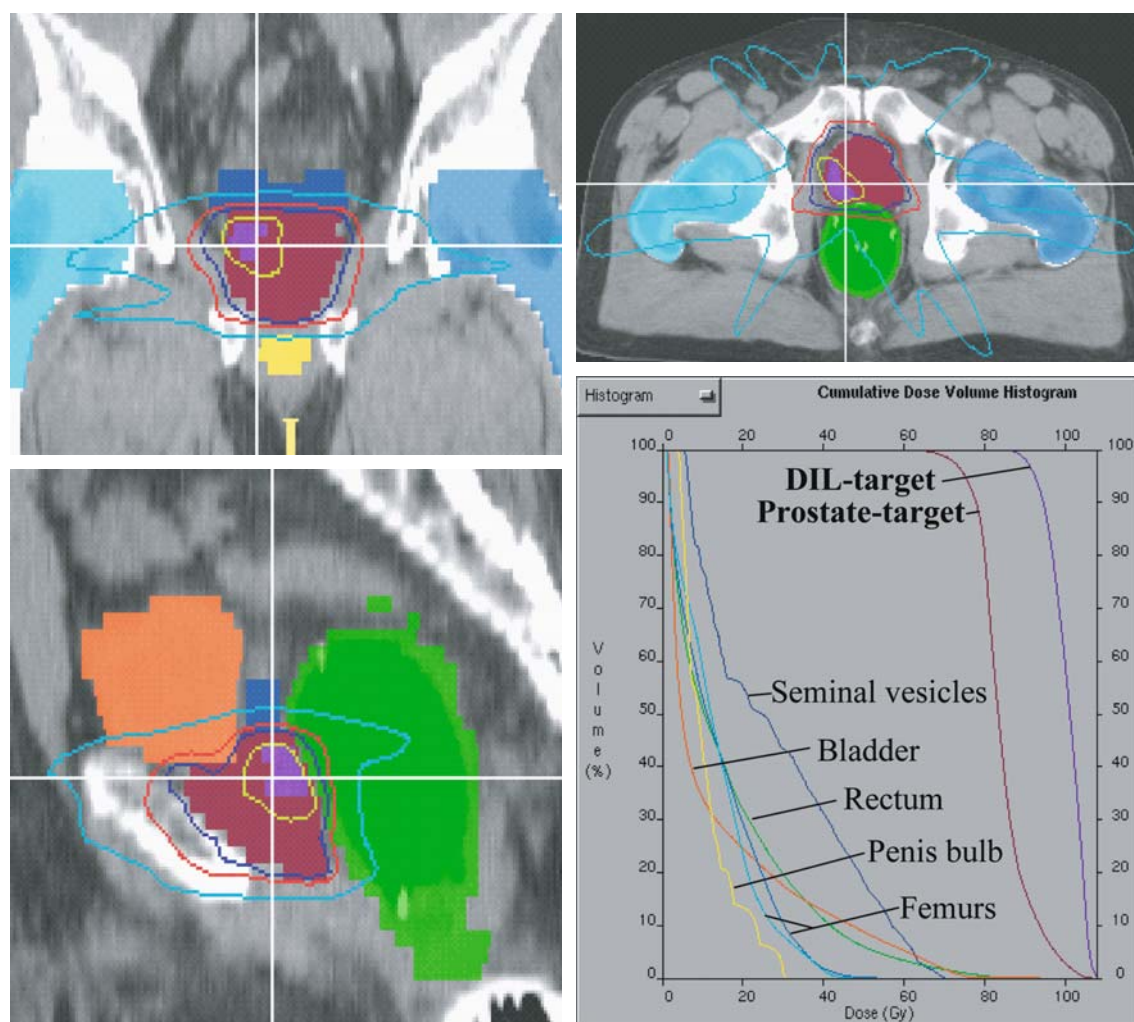 Histogram
Cumulative Dose Volume Histogram
0 20 40 60 80 100
100 100
90 90
80 80
70 70
60 60
50 50
40 40
30 30
20 20
10 10
0 0
DIL-target
Prostate-target
Seminal vesicles
Bladder
Rectum
Penis bulb
Femurs
Volume
(%)
0 20 40 60 80 100
Dose (Gy)